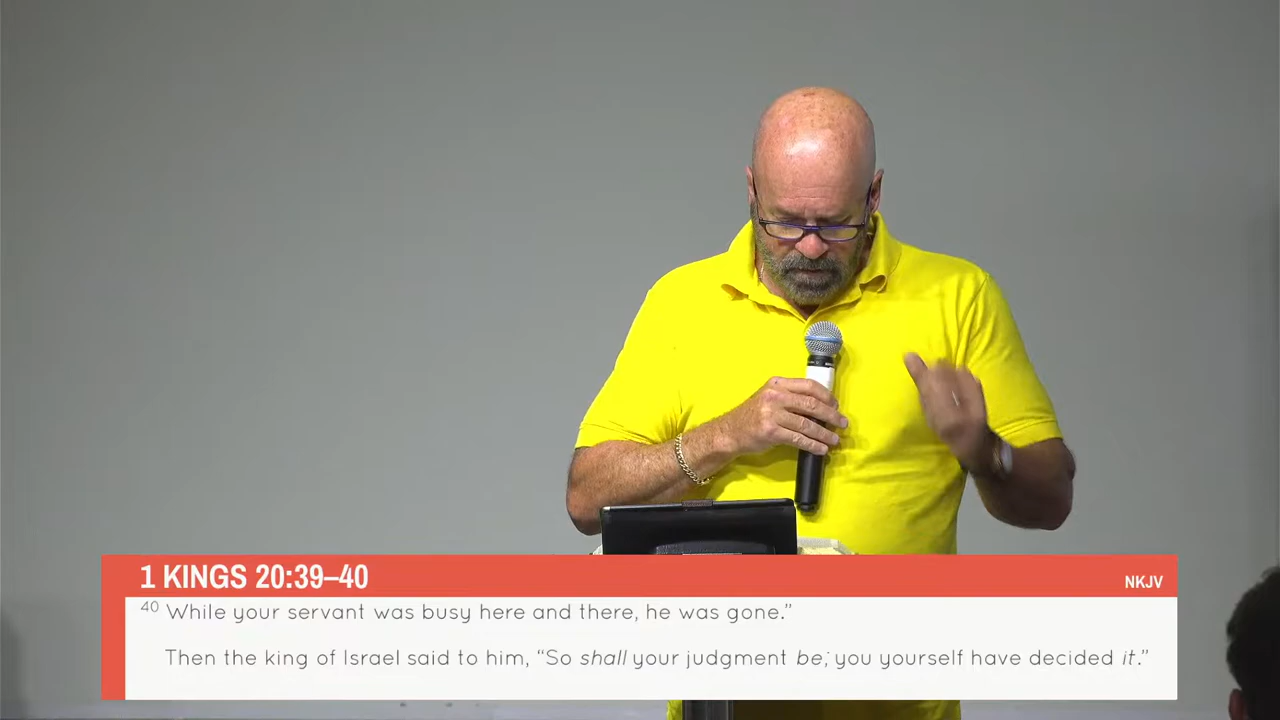 1 KINGS 20:39–40
NKJV
40 While your servant was busy here and there, he was gone.”
Then the king of Israel said to him, “So shall your judgment be; you yourself have decided it.”